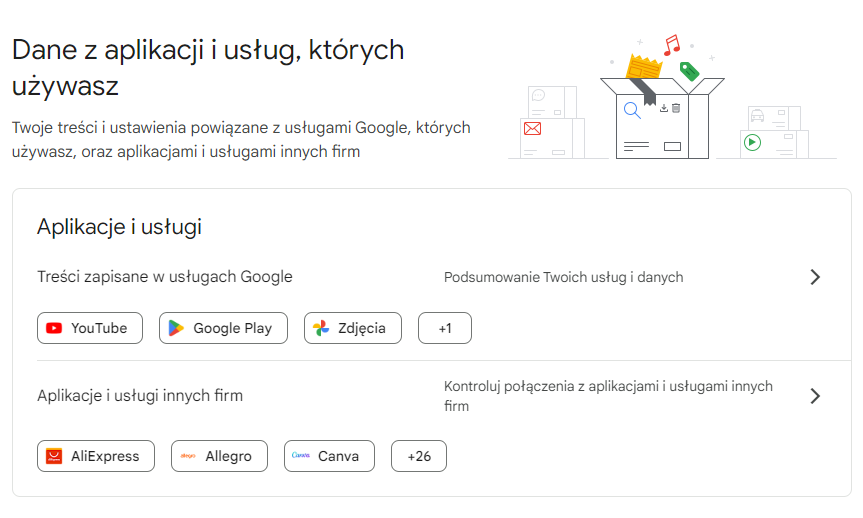 Dane z aplikacji i usług, których
używasz
Twoje treści i ustawienia powiązane z usługami Google, których
używasz, oraz aplikacjami i usługami innych firm
Aplikacje i usługi
Treści zapisane w usługach Google
Podsumowanie Twoich usług i danych
YouTube
Google Play
Zdjęcia
+1
Aplikacje i usługi innych firm
Kontroluj połączenia z aplikacjami i usługami innych
firm
AliExpress
allegro
Allegro
Canva
Canva
+26